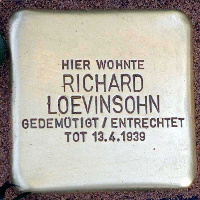 HIER WOHNTE
RICHARD
LOEVINSOHN
GEDEMÜTIGT / ENTRECHTET
TOT 13.4.1939